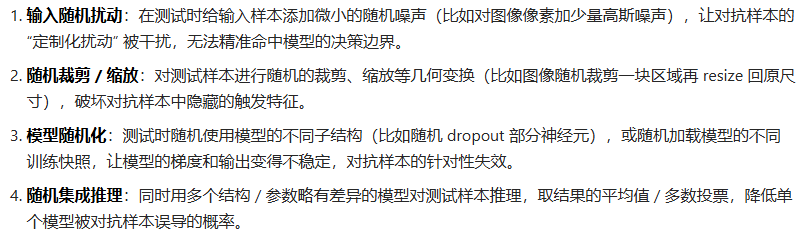 1. 输入随机扰动：在测试时给输入样本添加微小的随机噪声（比如对图像像素加少量高斯噪声），让对抗样本的
“定制化扰动” 被干扰，无法精准命中模型的决策边界。
2. 随机裁剪 / 缩放：对测试样本进行随机的裁剪、缩放等几何变换（比如图像随机裁剪一块区域再 resize 回原尺
寸），破坏对抗样本中隐藏的触发特征。
3. 模型随机化：测试时随机使用模型的不同子结构（比如随机 dropout 部分神经元），或随机加载模型的不同
训练快照，让模型的梯度和输出变得不稳定，对抗样本的针对性失效。
4. 随机集成推理：同时用多个结构 / 参数略有差异的模型对测试样本推理，取结果的平均值 / 多数投票，降低单
个模型被对抗样本误导的概率。